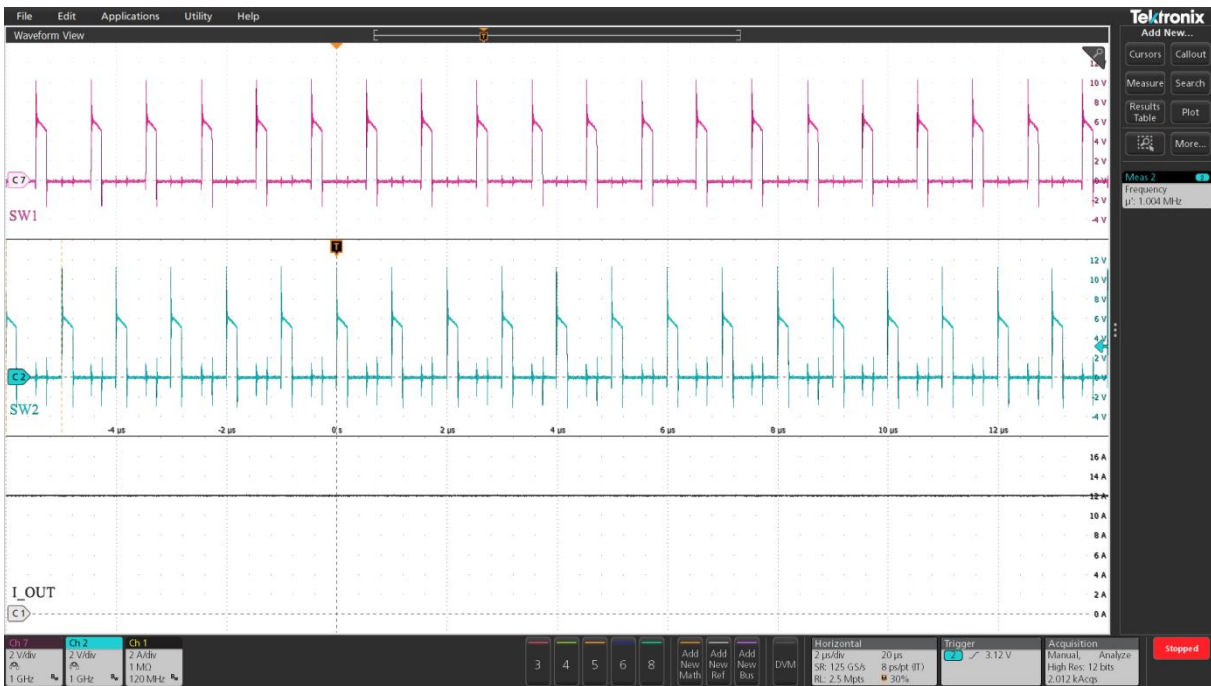 File Edit Applications Utility Help
Tektronix
Waveform View
Add New...
Cursors Callout
Measure Search
Results Table Plot
More...
Meas 2 2
Frequency
µ': 1.004 MHz
T
10 V
8 V
6 V
4 V
2 V
0 V
-2 V
-4 V
C 7
SW1
T
12 V
10 V
8 V
6 V
4 V
2 V
0 V
-2 V
-4 V
C 2
SW2
-4 µs -2 µs 0 s 2 µs 4 µs 6 µs 8 µs 10 µs 12 µs
16 A
14 A
12 A
10 A
8 A
6 A
4 A
2 A
0 A
I_OUT
C 1
Ch 7
2 V/div
1 GHz
Ch 2
2 V/div
1 GHz
Ch 1
2 A/div
1 MΩ
120 MHz
3 4 5 6 8
Add New Math
Add New Ref
Add New Bus
DVM
Horizontal
2 µs/div 20 µs
SR: 125 GS/s 8 ps/pt (IT)
RL: 2.5 Mpts 30%
Trigger
2 3.12 V
Acquisition
Manual, Analyze
High Res: 12 bits
2.012 kAcqs
Stopped